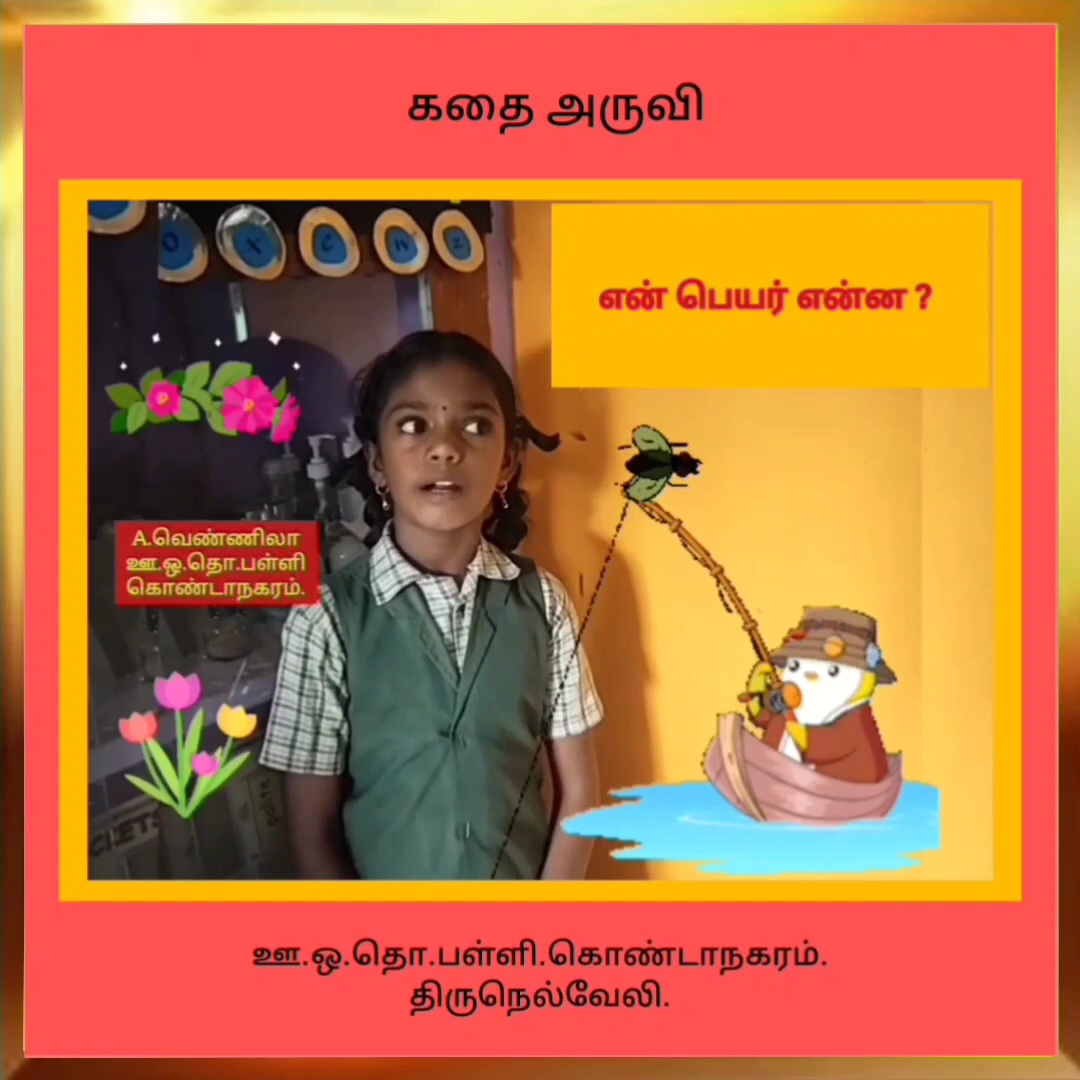 கதை அருவி
என் பெயர் என்ன ?
A.வெண்ணிலா
ஊ.ஒ.தொ.பள்ளி
கொண்டாநகரம்.
ஊ.ஒ.தொ.பள்ளி.கொண்டாநகரம்.
திருநெல்வேலி.